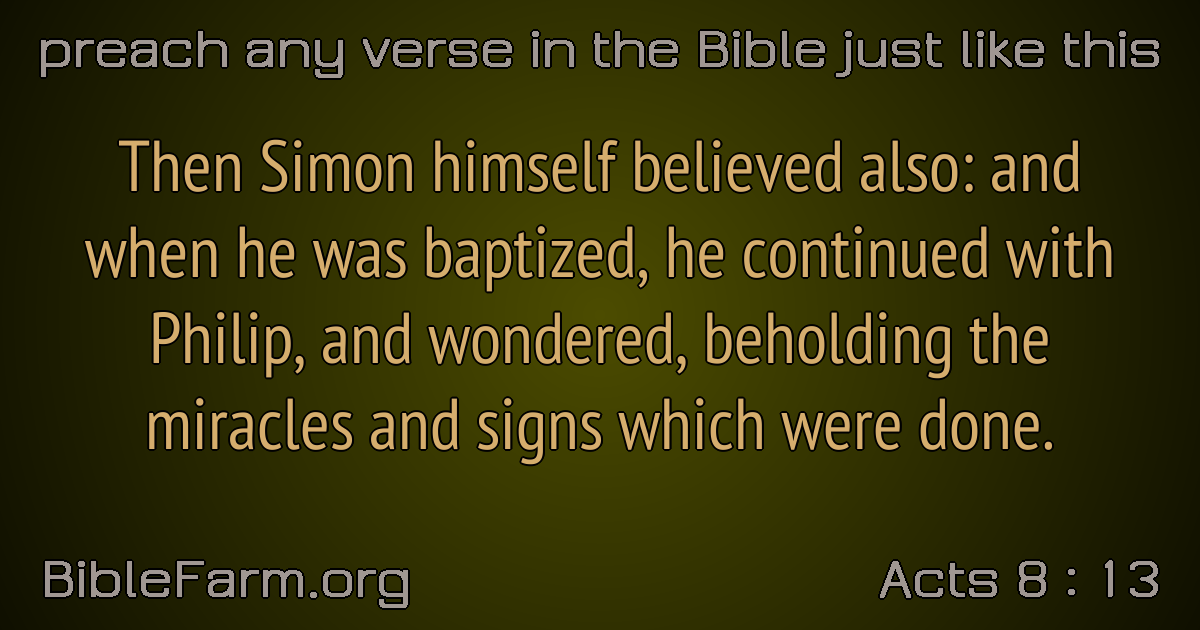 preach any verse in the Bible just like this
Then Simon himself believed also: and
when he was baptized, he continued with
Philip, and wondered, beholding the
miracles and signs which were done.
BibleFarm.org
Acts 8 : 13